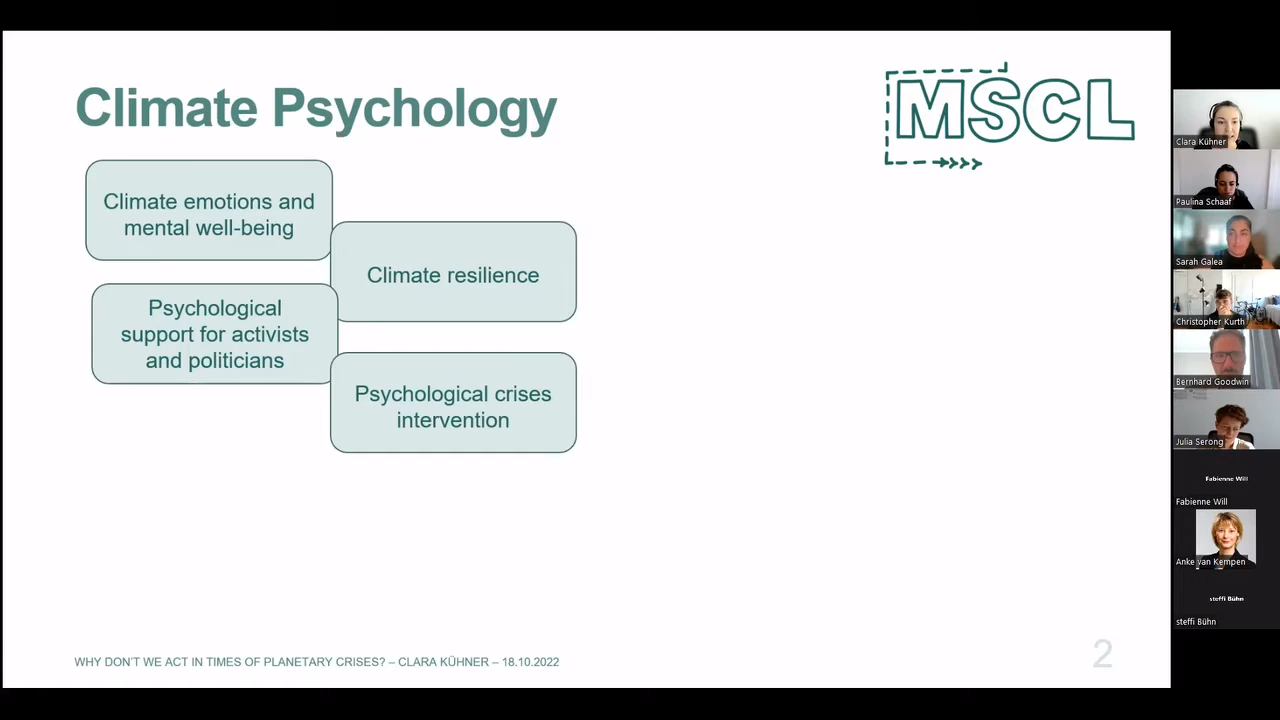 Climate Psychology
MSCL
Climate emotions and
mental well-being
Climate resilience
Psychological
support for activists
and politicians
Psychological crises
intervention
WHY DON'T WE ACT IN TIMES OF PLANETARY CRISES? – CLARA KÜHNER – 18.10.2022
2
Clara Kühner
Paulina Schaaf
Sarah Galea
Christopher Kurth
Bernhard Goodwin
Julia Serong
Fabienne Will
Fabienne Will
Anke van Kempen
steffi Bühn
steffi Bühn